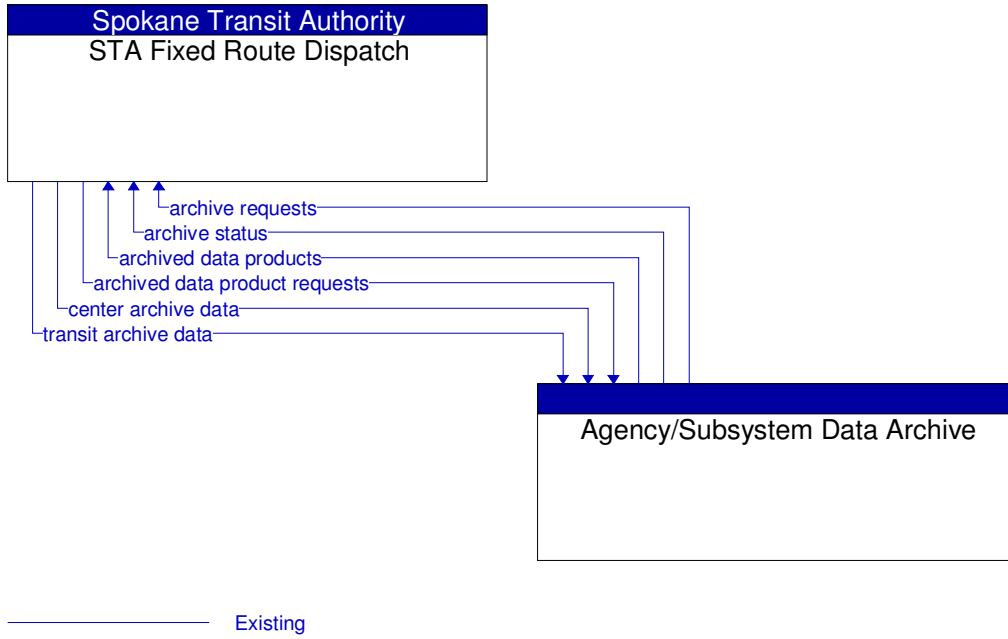 Spokane Transit Authority
STA Fixed Route Dispatch
archive requests
archive status
archived data products
archived data product requests
center archive data
transit archive data
Agency/Subsystem Data Archive
Existing